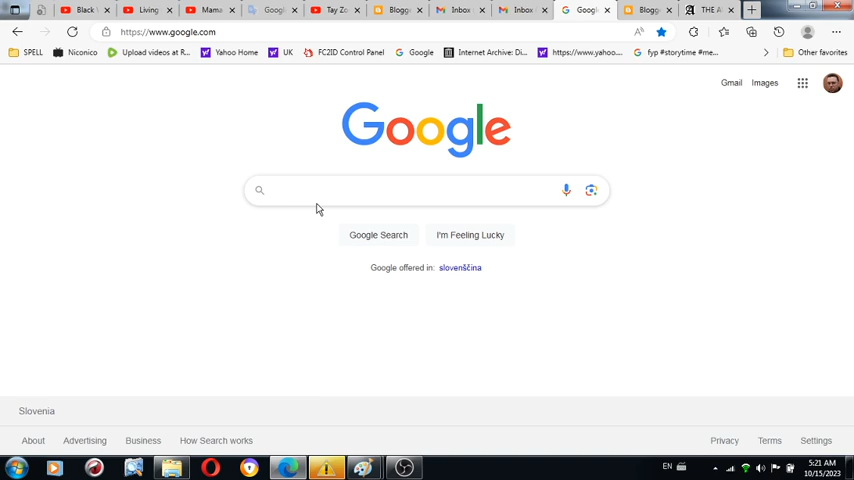 Black
Living
Mama
Googl
Tay Zo
Blogg
Inbox
Inbox
Googl
Blogg
THE A
https://www.google.com
SPELL
Niconico
Upload videos at R...
Yahoo Home
UK
FC2ID Control Panel
Google
Internet Archive: Di...
https://www.yahoo....
fyp #storytime #me...
Other favorites
Gmail Images
Google
Google Search
I'm Feeling Lucky
Google offered in: slovenščina
Slovenia
About Advertising Business How Search works
Privacy Terms Settings
EN
5:21 AM
10/15/2023